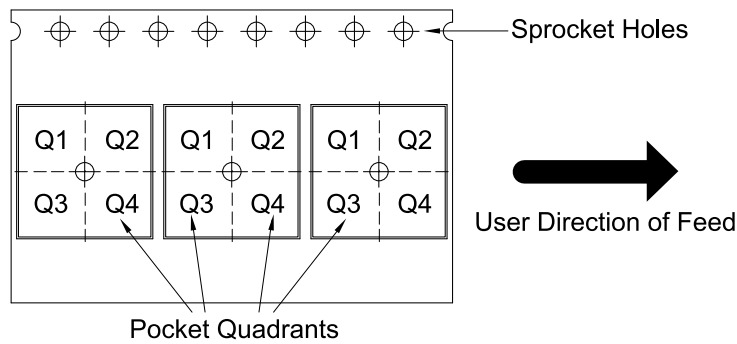 Sprocket Holes
Q1 Q2 Q1 Q2 Q1 Q2
Q3 Q4 Q3 Q4 Q3 Q4
User Direction of Feed
Pocket Quadrants